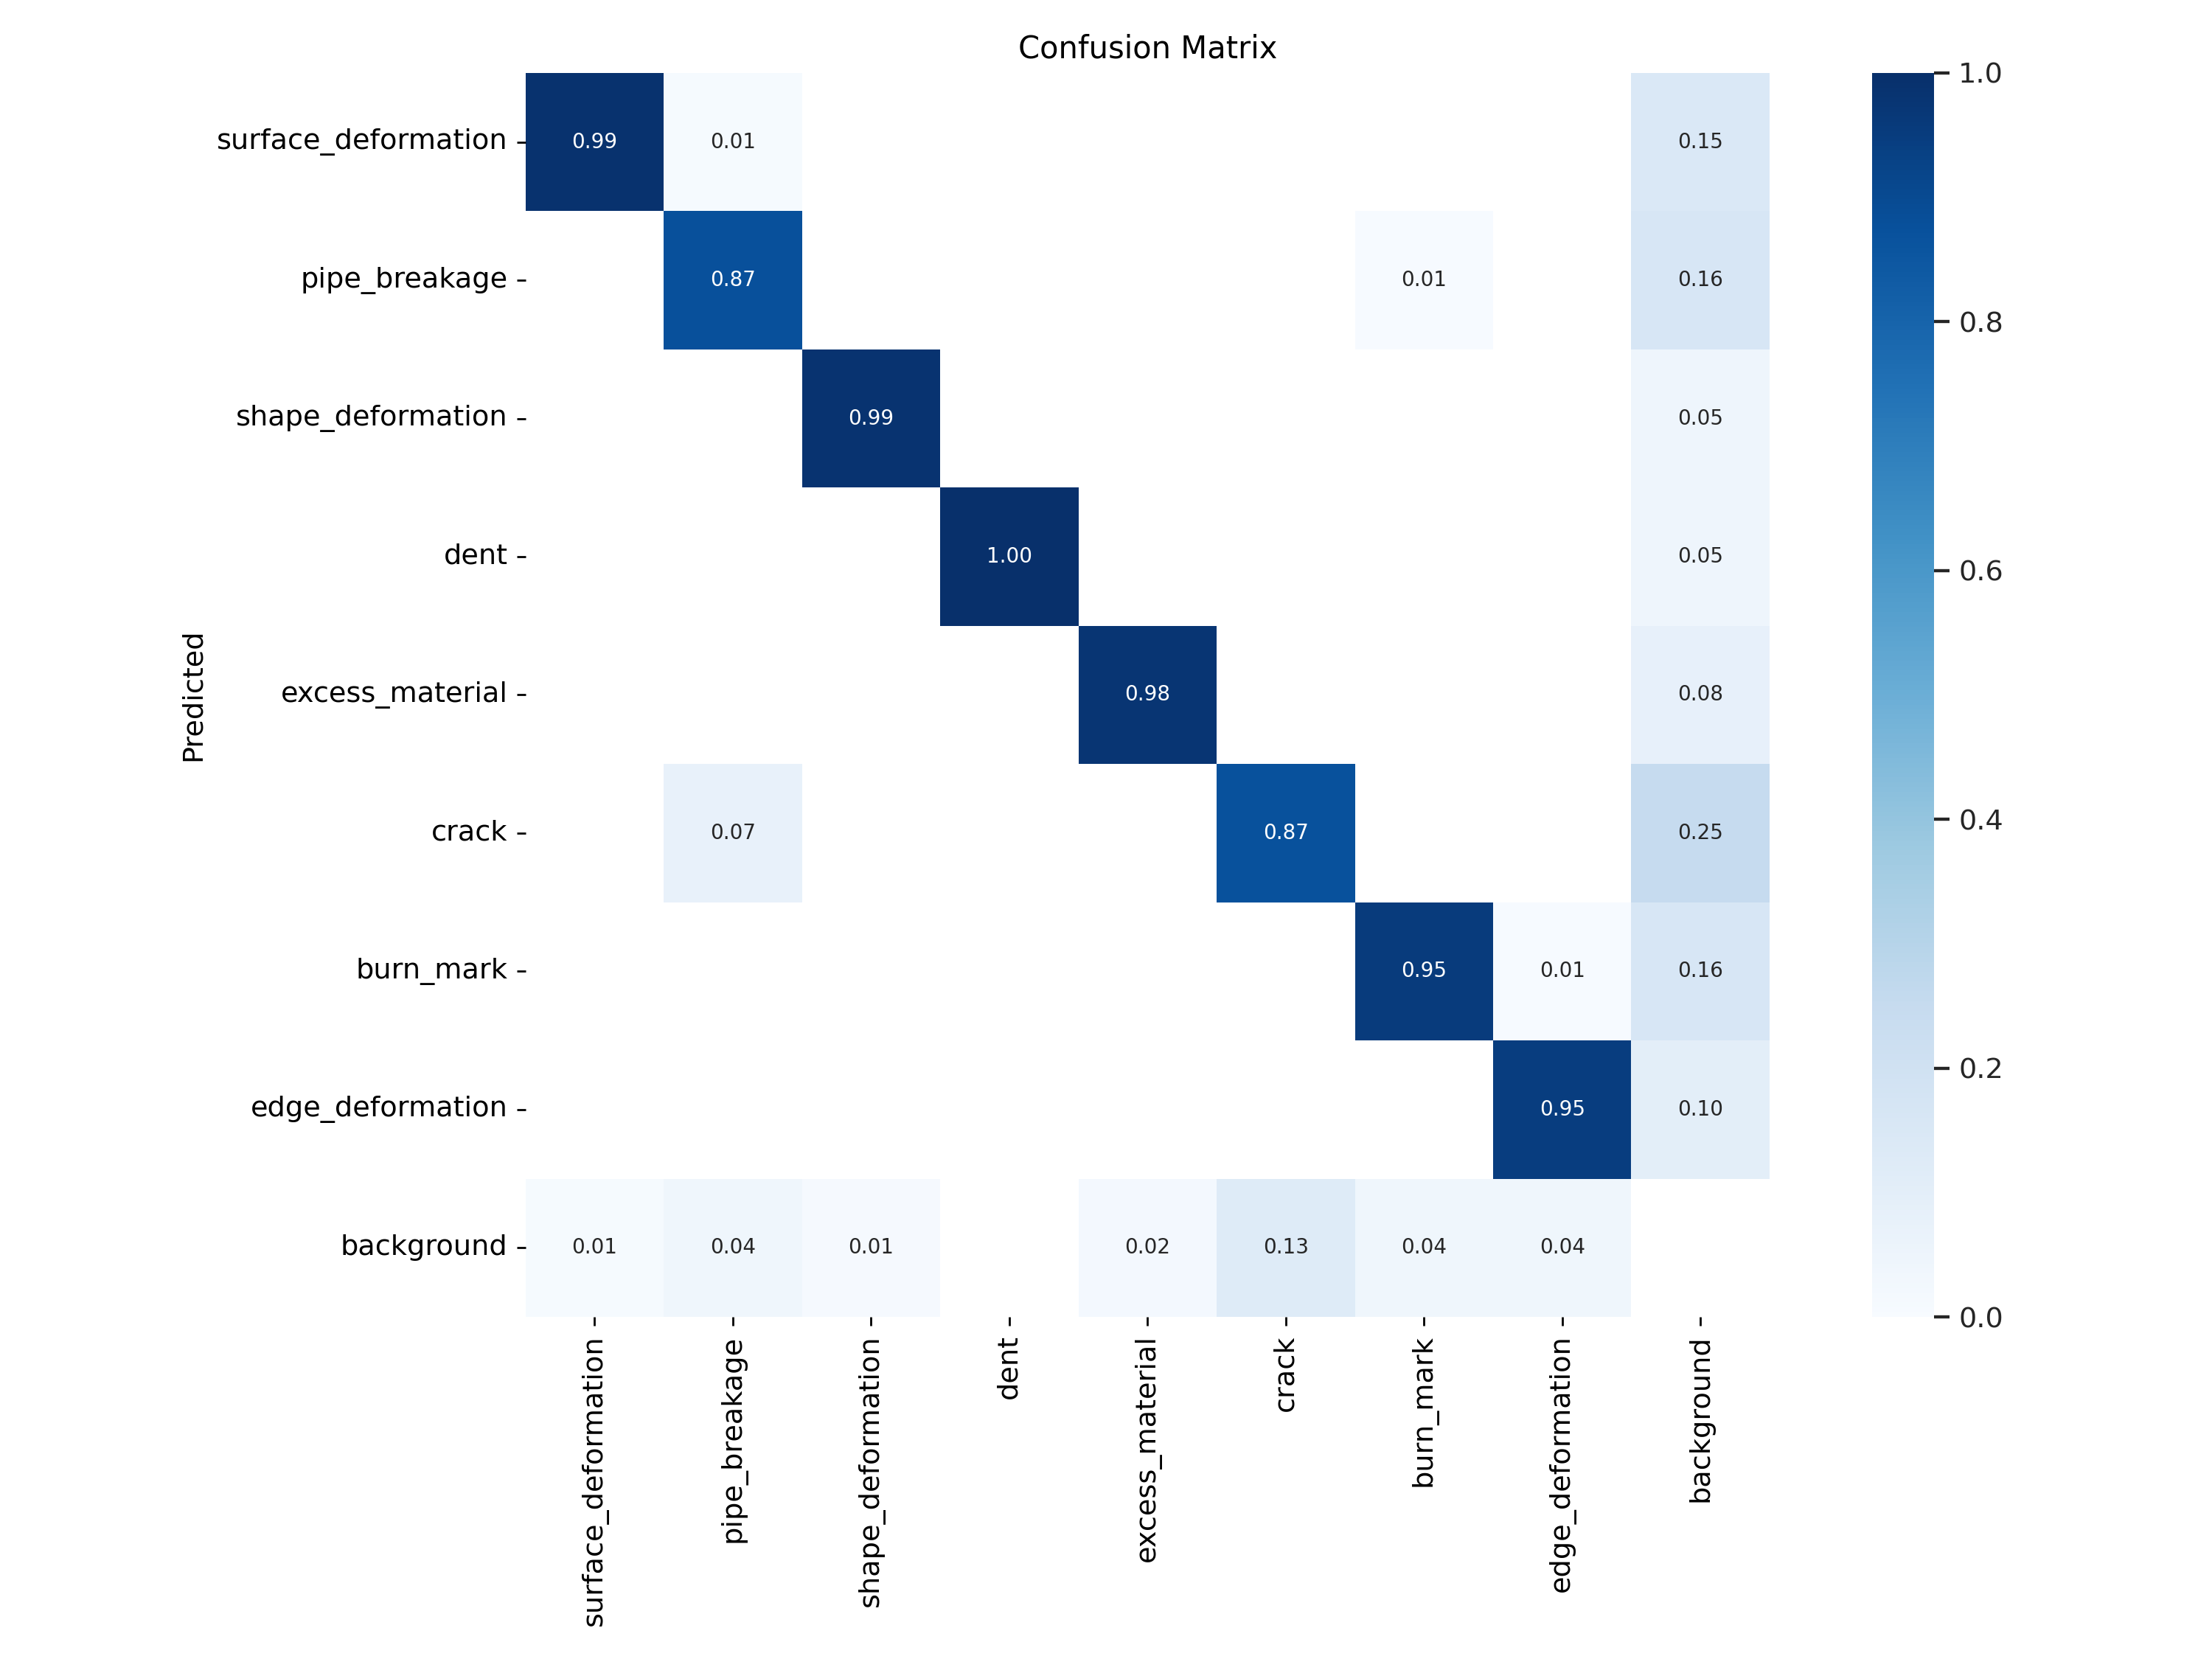 Confusion Matrix
surface_deformation 0.99 0.01 0.15
pipe_breakage 0.87 0.01 0.16
shape_deformation 0.99 0.05
dent 1.00 0.05
excess_material 0.98 0.08
crack 0.07 0.87 0.25
burn_mark 0.95 0.01 0.16
edge_deformation 0.95 0.10
background 0.01 0.04 0.01 0.02 0.13 0.04 0.04
Predicted
surface_deformation
pipe_breakage
shape_deformation
dent
excess_material
crack
burn_mark
edge_deformation
background
1.0
0.8
0.6
0.4
0.2
0.0